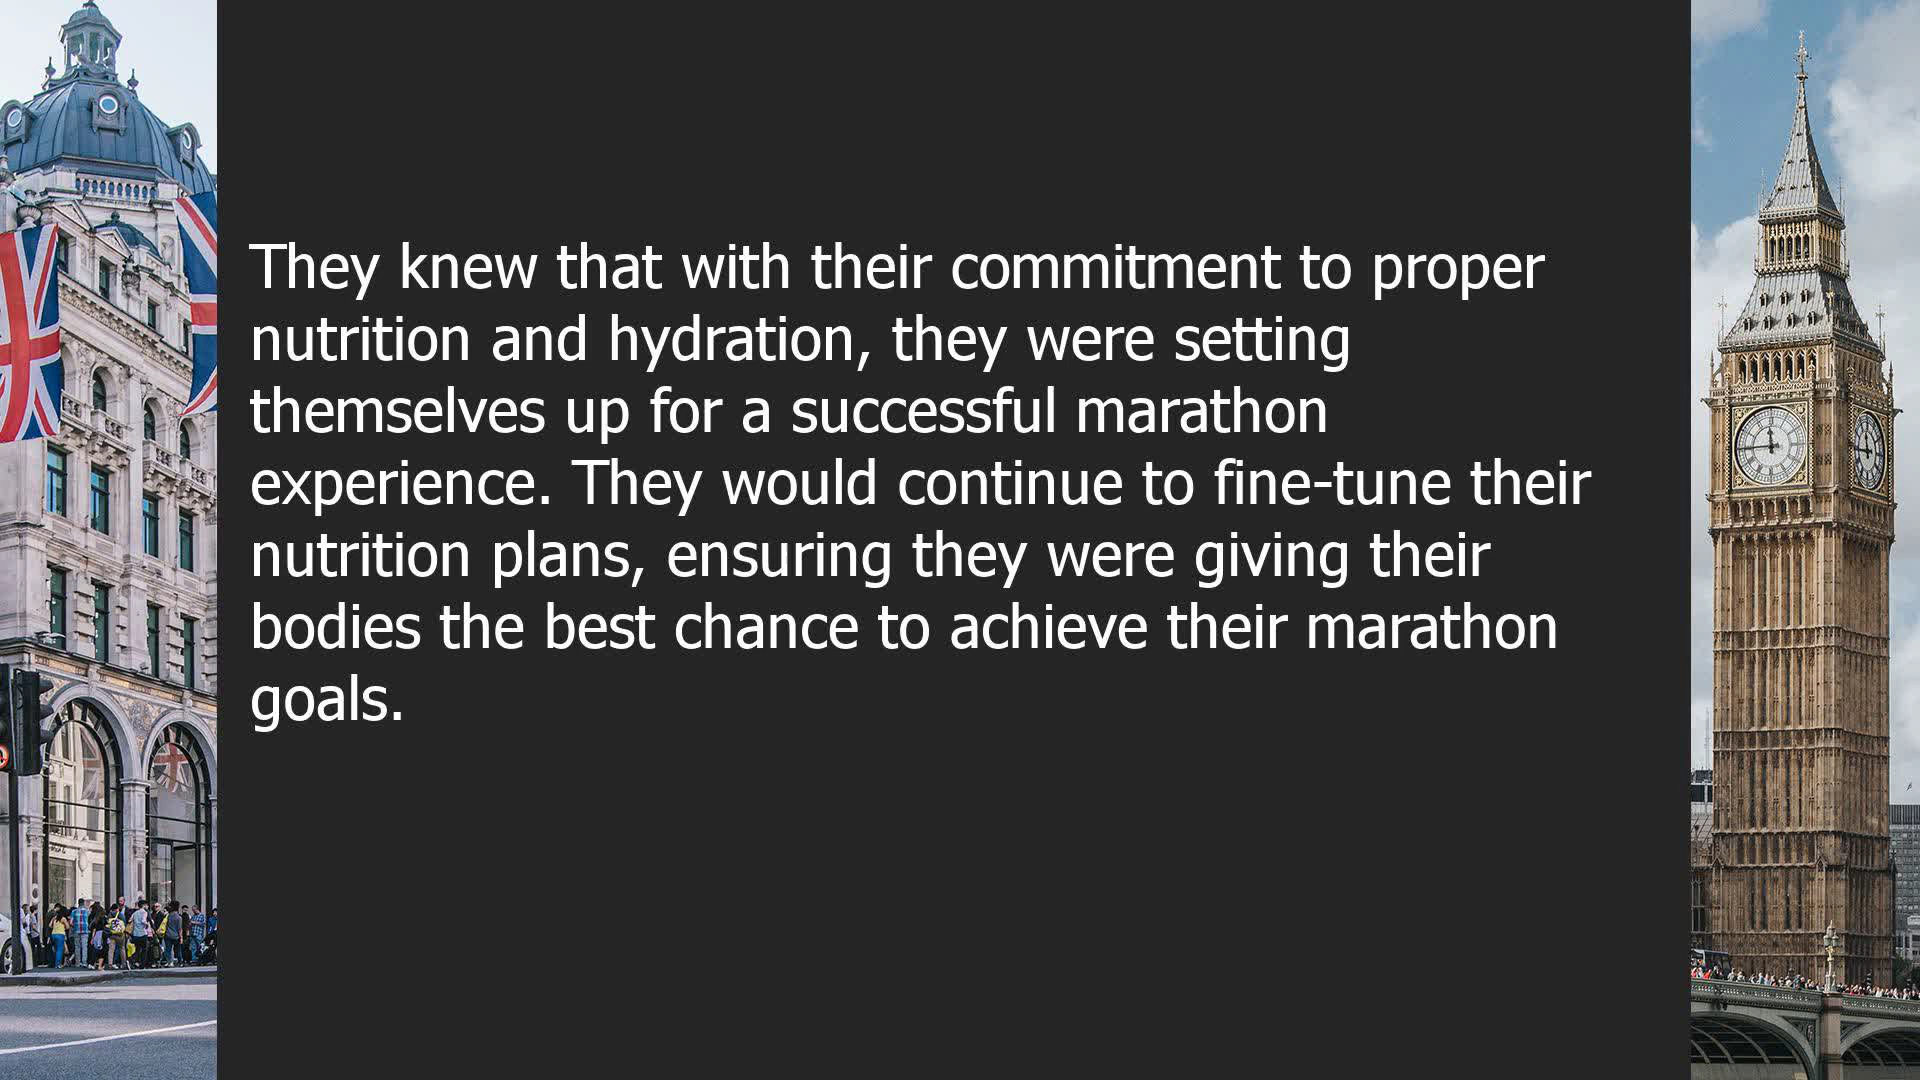 They knew that with their commitment to proper
nutrition and hydration, they were setting
themselves up for a successful marathon
experience. They would continue to fine-tune their
nutrition plans, ensuring they were giving their
bodies the best chance to achieve their marathon
goals.